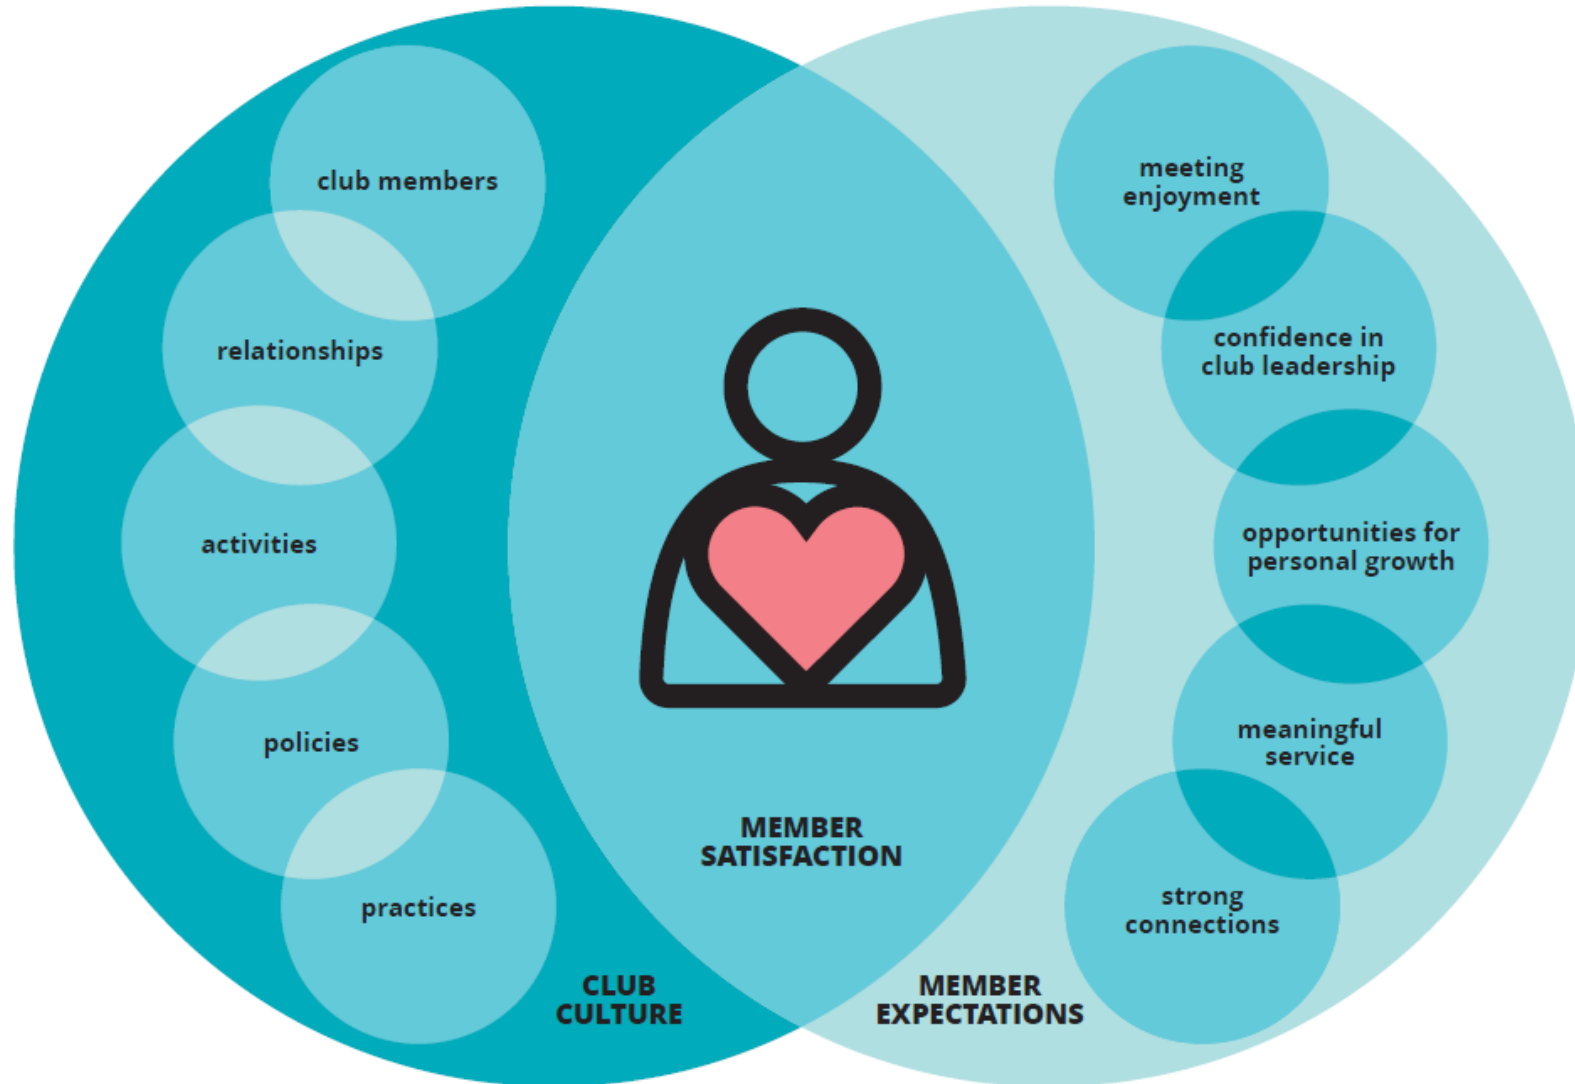 club members
relationships
activities
policies
practices
CLUB
CULTURE
MEMBER
SATISFACTION
MEMBER
EXPECTATIONS
meeting
enjoyment
confidence in
club leadership
opportunities for
personal growth
meaningful
service
strong
connections